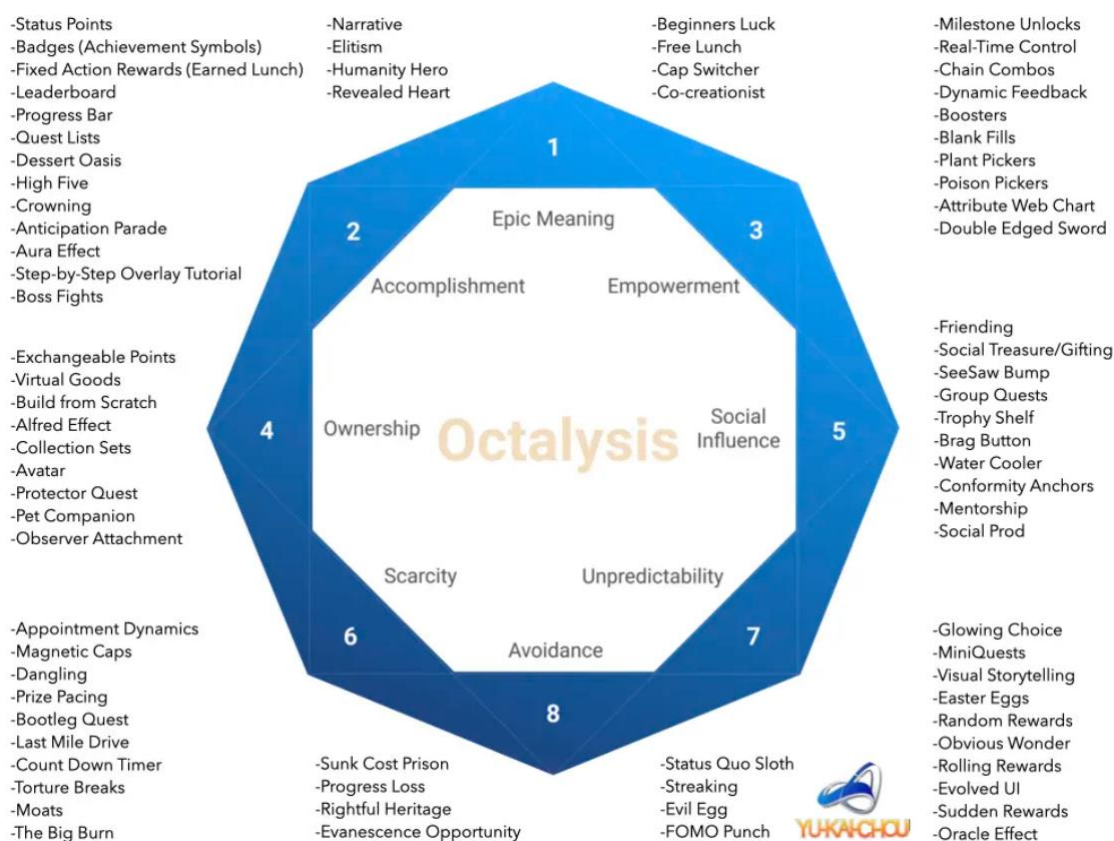 -Status Points
-Badges (Achievement Symbols)
-Fixed Action Rewards (Earned Lunch)
-Leaderboard
-Progress Bar
-Quest Lists
-Dessert Oasis
-High Five
-Crowning
-Anticipation Parade
-Aura Effect
-Step-by-Step Overlay Tutorial
-Boss Fights
-Narrative
-Elitism
-Humanity Hero
-Revealed Heart
-Beginners Luck
-Free Lunch
-Cap Switcher
-Co-creationist
-Milestone Unlocks
-Real-Time Control
-Chain Combos
-Dynamic Feedback
-Boosters
-Blank Fills
-Plant Pickers
-Poison Pickers
-Attribute Web Chart
-Double Edged Sword
1
Epic Meaning
2
Accomplishment
3
Empowerment
4
Ownership
Octalysis
Social
Influence
5
Scarcity
6
Unpredictability
7
Avoidance
8
-Exchangeable Points
-Virtual Goods
-Build from Scratch
-Alfred Effect
-Collection Sets
-Avatar
-Protector Quest
-Pet Companion
-Observer Attachment
-Friending
-Social Treasure/Gifting
-SeeSaw Bump
-Group Quests
-Trophy Shelf
-Brag Button
-Water Cooler
-Conformity Anchors
-Mentorship
-Social Prod
-Appointment Dynamics
-Magnetic Caps
-Dangling
-Prize Pacing
-Bootleg Quest
-Last Mile Drive
-Count Down Timer
-Torture Breaks
-Moats
-The Big Burn
-Sunk Cost Prison
-Progress Loss
-Rightful Heritage
-Evanescence Opportunity
-Status Quo Sloth
-Streaking
-Evil Egg
-FOMO Punch
YU-KAI-CHOU
-Glowing Choice
-MiniQuests
-Visual Storytelling
-Easter Eggs
-Random Rewards
-Obvious Wonder
-Rolling Rewards
-Evolved UI
-Sudden Rewards
-Oracle Effect